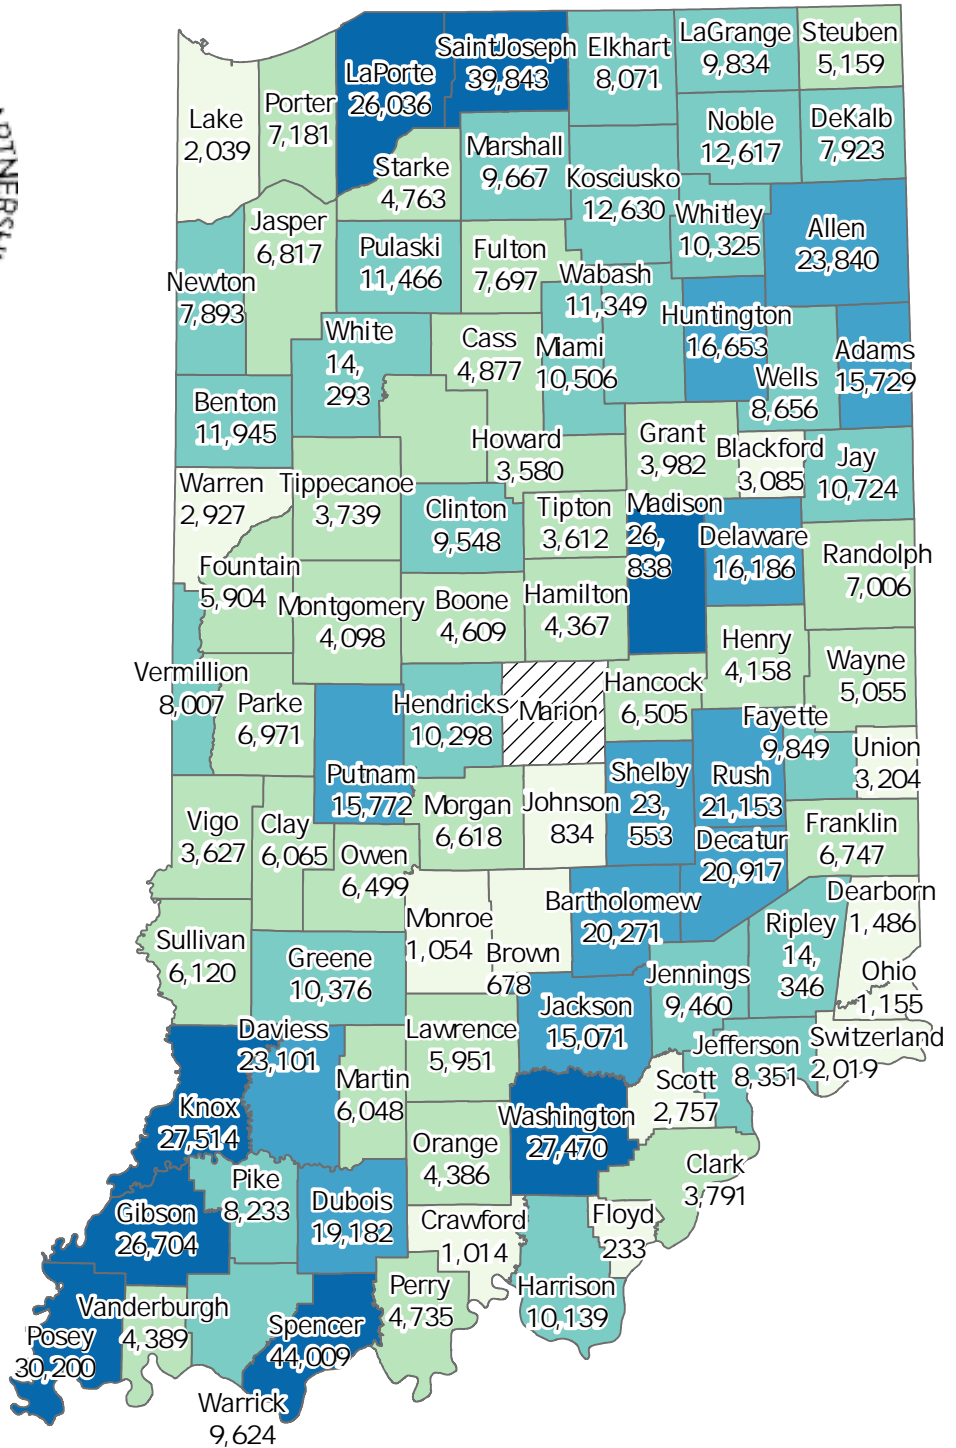 SaintJoseph
39,843
Elkhart
8,071
LaGrange
9,834
Steuben
5,159
LaPorte
26,036
Porter
7,181
Lake
2,039
Noble
12,617
DeKalb
7,923
Marshall
9,667
Starke
4,763
Kosciusko
12,630
Whitley
10,325
Allen
23,840
Jasper
6,817
Pulaski
11,466
Fulton
7,697
Newton
7,893
Wabash
11,349
Huntington
16,653
White
14,
293
Cass
4,877
Miami
10,506
Adams
15,729
Wells
8,656
Benton
11,945
Howard
3,580
Grant
3,982
Blackford
3,085
Jay
10,724
Warren
2,927
Tippecanoe
3,739
Clinton
9,548
Tipton
3,612
Madison
26,
838
Delaware
16,186
Randolph
7,006
Fountain
5,904
Montgomery
4,098
Boone
4,609
Hamilton
4,367
Henry
4,158
Wayne
5,055
Vermillion
8,007
Parke
6,971
Hendricks
10,298
Marion
Hancock
6,505
Fayette
9,849
Union
3,204
Putnam
15,772
Shelby
23,
553
Rush
21,153
Vigo
3,627
Clay
6,065
Morgan
6,618
Johnson
834
Franklin
6,747
Owen
6,499
Decatur
20,917
Monroe
1,054
Brown
678
Bartholomew
20,271
Ripley
14,
346
Dearborn
1,486
Sullivan
6,120
Greene
10,376
Jennings
9,460
Ohio
1,155
Jackson
15,071
Daviess
23,101
Lawrence
5,951
Jefferson
8,351
Switzerland
2,019
Martin
6,048
Scott
2,757
Knox
27,514
Washington
27,470
Orange
4,386
Clark
3,791
Pike
8,233
Dubois
19,182
Gibson
26,704
Crawford
1,014
Floyd
233
Harrison
10,139
Perry
4,735
Vanderburgh
4,389
Spencer
44,009
Posey
30,200
Warrick
9,624